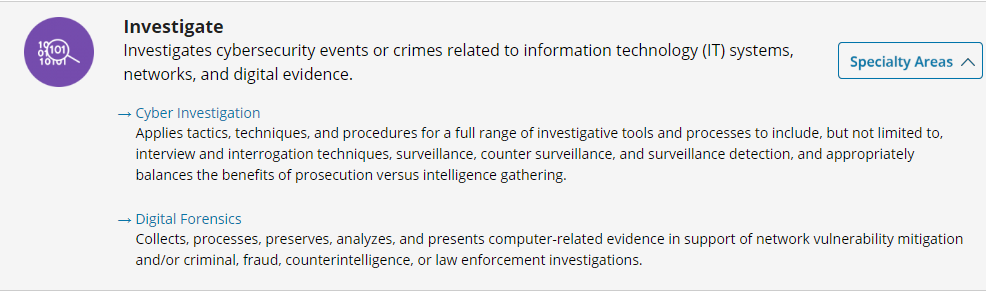 Investigate
Investigates cybersecurity events or crimes related to information technology (IT) systems,
networks, and digital evidence.
Specialty Areas
→ Cyber Investigation
Applies tactics, techniques, and procedures for a full range of investigative tools and processes to include, but not limited to,
interview and interrogation techniques, surveillance, counter surveillance, and surveillance detection, and appropriately
balances the benefits of prosecution versus intelligence gathering.
→ Digital Forensics
Collects, processes, preserves, analyzes, and presents computer-related evidence in support of network vulnerability mitigation
and/or criminal, fraud, counterintelligence, or law enforcement investigations.